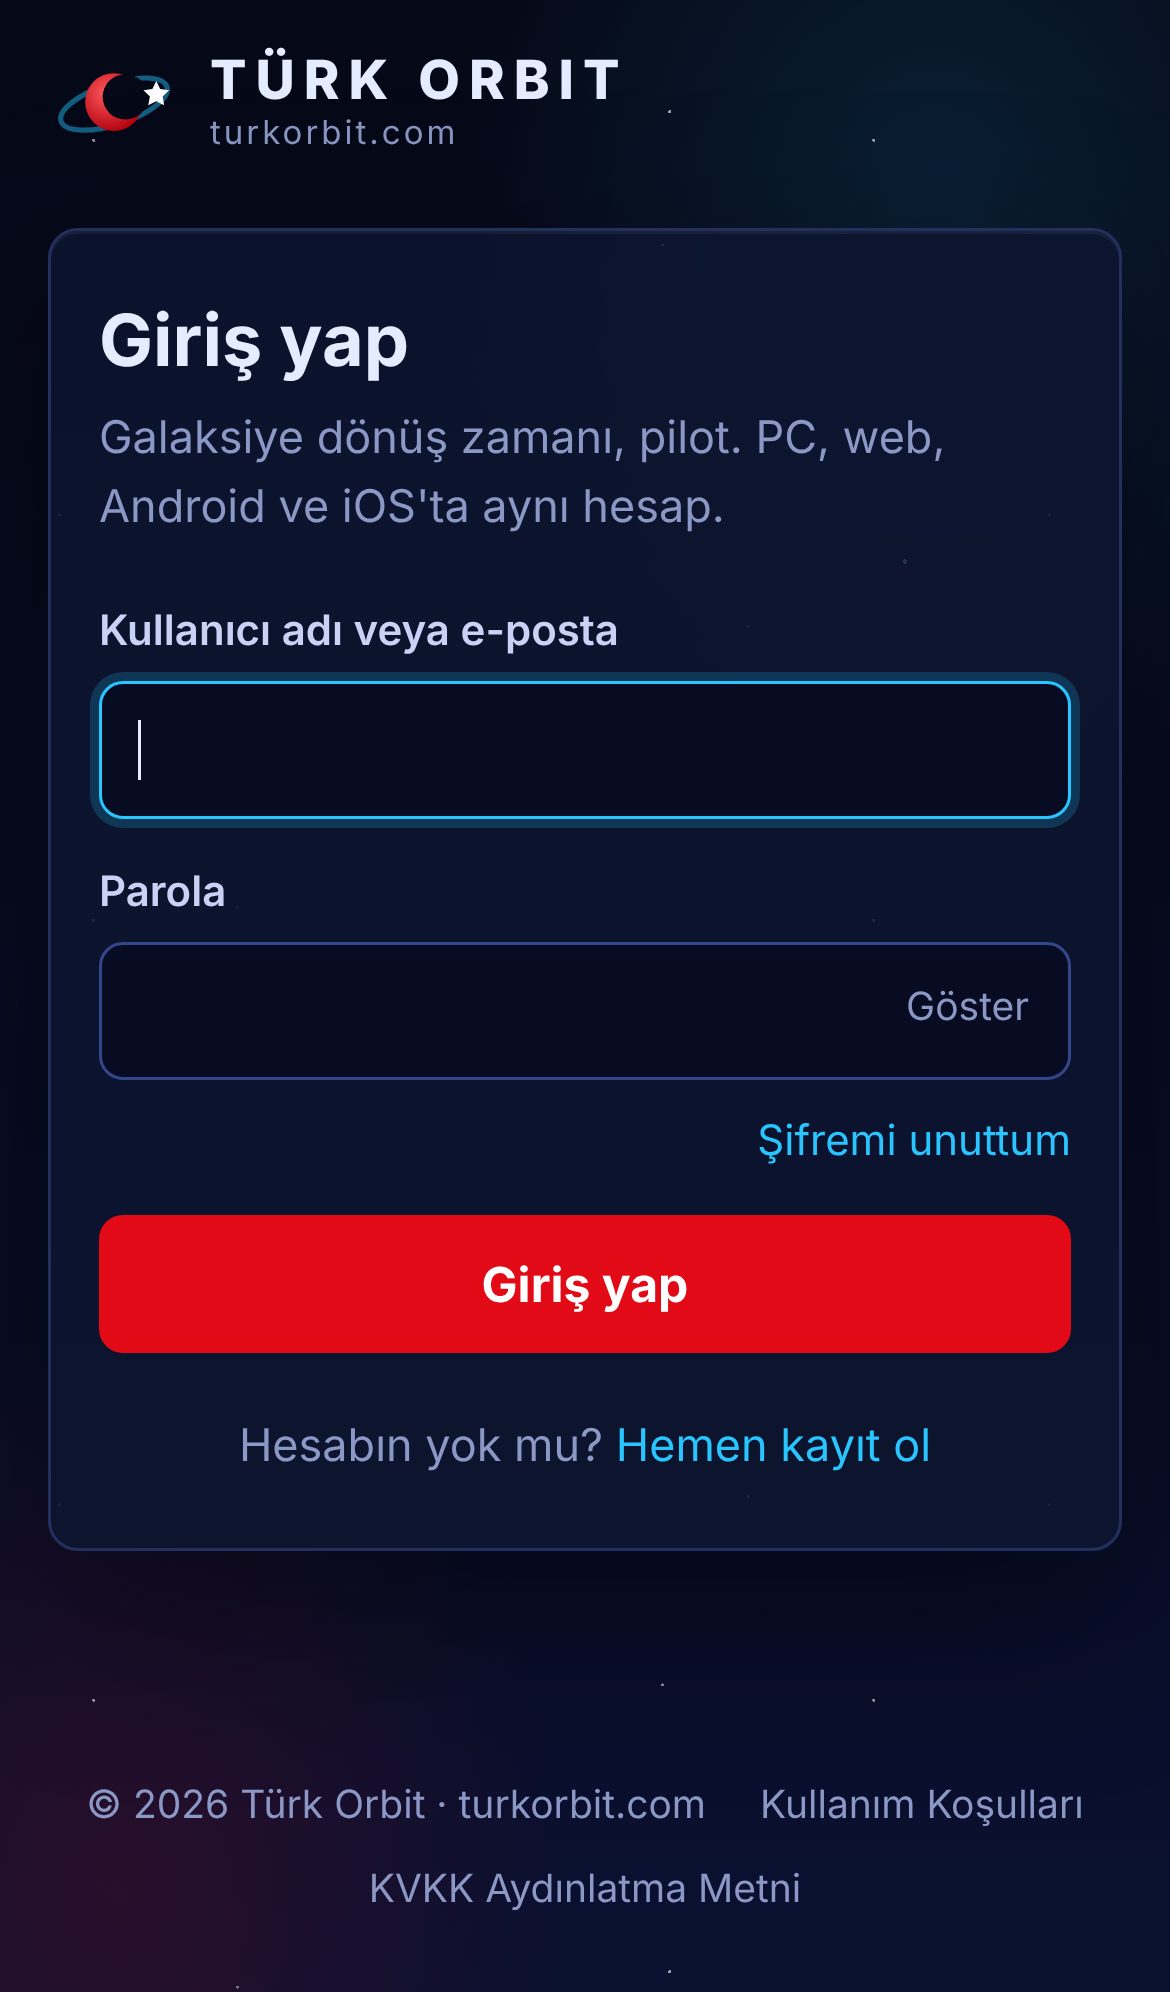 TÜRK ORBIT
turkorbit.com
Giriş yap
Galaksiye dönüş zamanı, pilot. PC, web,
Android ve iOS'ta aynı hesap.
Kullanıcı adı veya e-posta
Parola
Göster
Şifremi unuttum
Giriş yap
Hesabın yok mu? Hemen kayıt ol
© 2026 Türk Orbit · turkorbit.com Kullanım Koşulları
KVKK Aydınlatma Metni